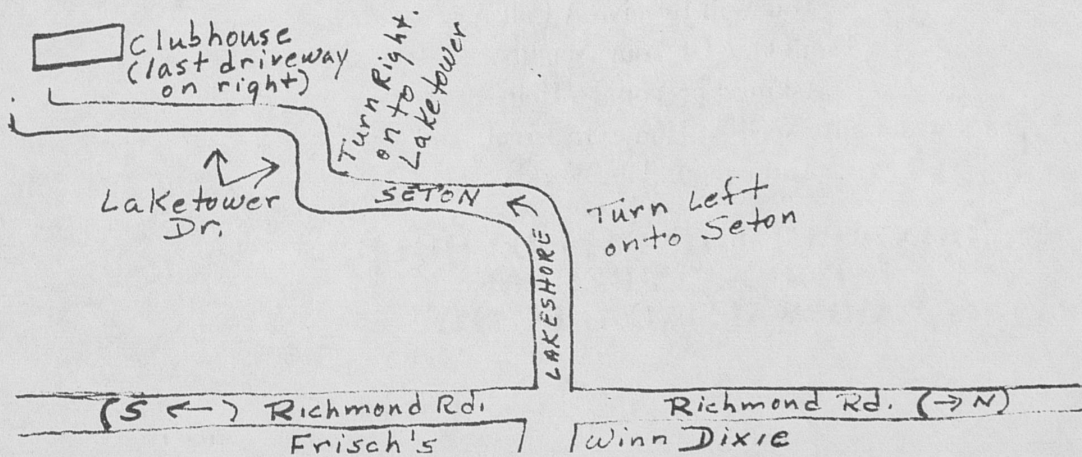 Clubhouse
(last driveway
on right)
Turn Right
onto
Laketower
Laketower
Dr.
SETON
Turn Left
onto Seton
LAKESHORE
(S ←) Richmond Rd.
Richmond Rd. (→ N)
Frisch's
Winn Dixie